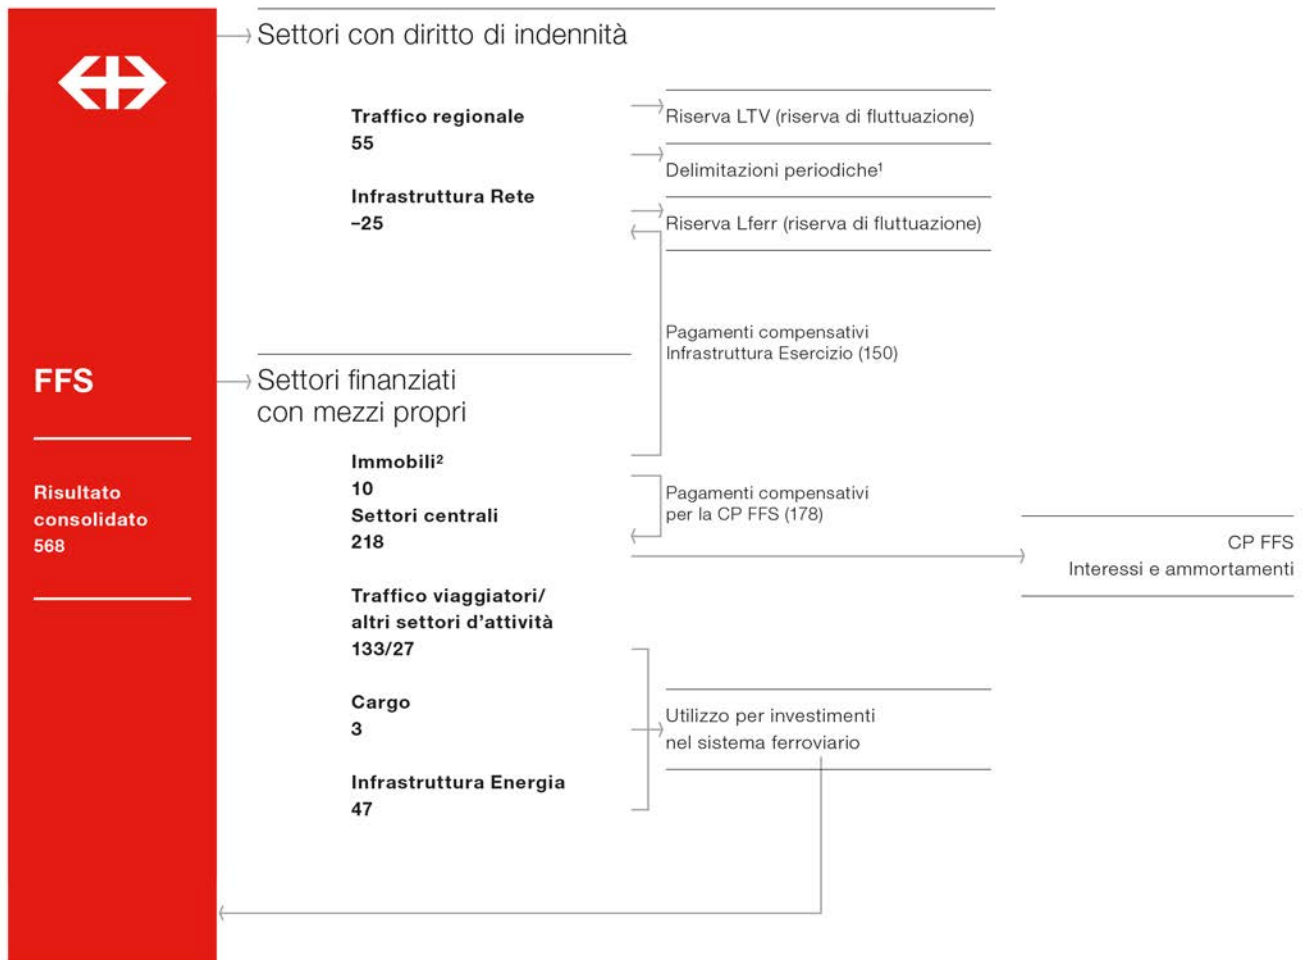 FFS
Risultato
consolidato
568
Settori con diritto di indennità
Traffico regionale
55
Infrastruttura Rete
–25
Riserva LTV (riserva di fluttuazione)
Delimitazioni periodiche¹
Riserva Lferr (riserva di fluttuazione)
Pagamenti compensativi
Infrastruttura Esercizio (150)
Settori finanziati
con mezzi propri
Immobili²
10
Settori centrali
218
Pagamenti compensativi
per la CP FFS (178)
CP FFS
Interessi e ammortamenti
Traffico viaggiatori/
altri settori d’attività
133/27
Cargo
3
Infrastruttura Energia
47
Utilizzo per investimenti
nel sistema ferroviario